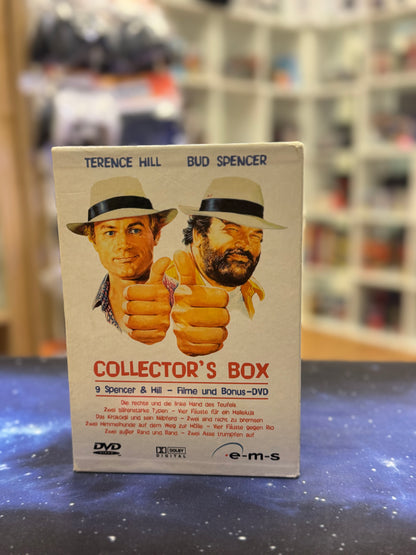 TERENCE HILL BUD SPENCER
COLLECTOR'S BOX
9 Spencer & Hill - Filme und Bonus-DVD
Die rechte und die linke Hand des Teufels
Zwei bärenstarke Typen - Vier Fäuste für ein Halleluja
Das Krokodil und sein Nilpferd - Zwei sind nicht zu bremsen
Zwei Himmelhunde auf dem Weg zur Hölle - Vier Fäuste gegen Rio
Zwei außer Rand und Band - Zwei Asse trumpfen auf
DVD VIDEO DOLBY DIGITAL e-m-s